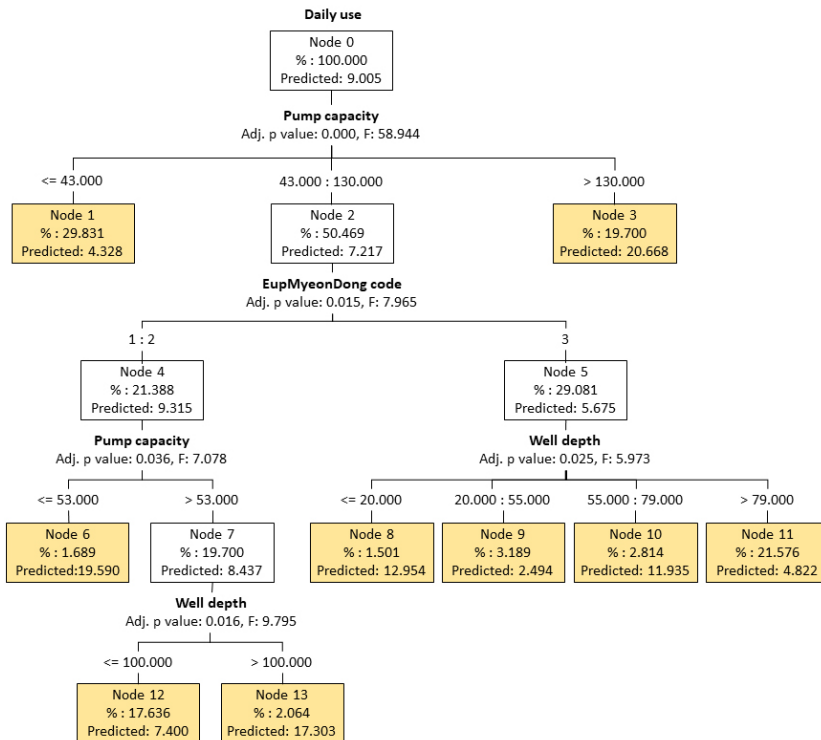 Daily use
Node 0
% : 100.000
Predicted: 9.005
Pump capacity
Adj. p value: 0.000, F: 58.944
<= 43.000
43.000 : 130.000
> 130.000
Node 1
% : 29.831
Predicted: 4.328
Node 2
% : 50.469
Predicted: 7.217
Node 3
% : 19.700
Predicted: 20.668
EupMyeonDong code
Adj. p value: 0.015, F: 7.965
1 : 2
3
Node 4
% : 21.388
Predicted: 9.315
Node 5
% : 29.081
Predicted: 5.675
Pump capacity
Adj. p value: 0.036, F: 7.078
Well depth
Adj. p value: 0.025, F: 5.973
<= 53.000
> 53.000
<= 20.000
20.000 : 55.000
55.000 : 79.000
> 79.000
Node 6
% : 1.689
Predicted:19.590
Node 7
% : 19.700
Predicted: 8.437
Node 8
% : 1.501
Predicted: 12.954
Node 9
% : 3.189
Predicted: 2.494
Node 10
% : 2.814
Predicted: 11.935
Node 11
% : 21.576
Predicted: 4.822
Well depth
Adj. p value: 0.016, F: 9.795
<= 100.000
> 100.000
Node 12
% : 17.636
Predicted: 7.400
Node 13
% : 2.064
Predicted: 17.303